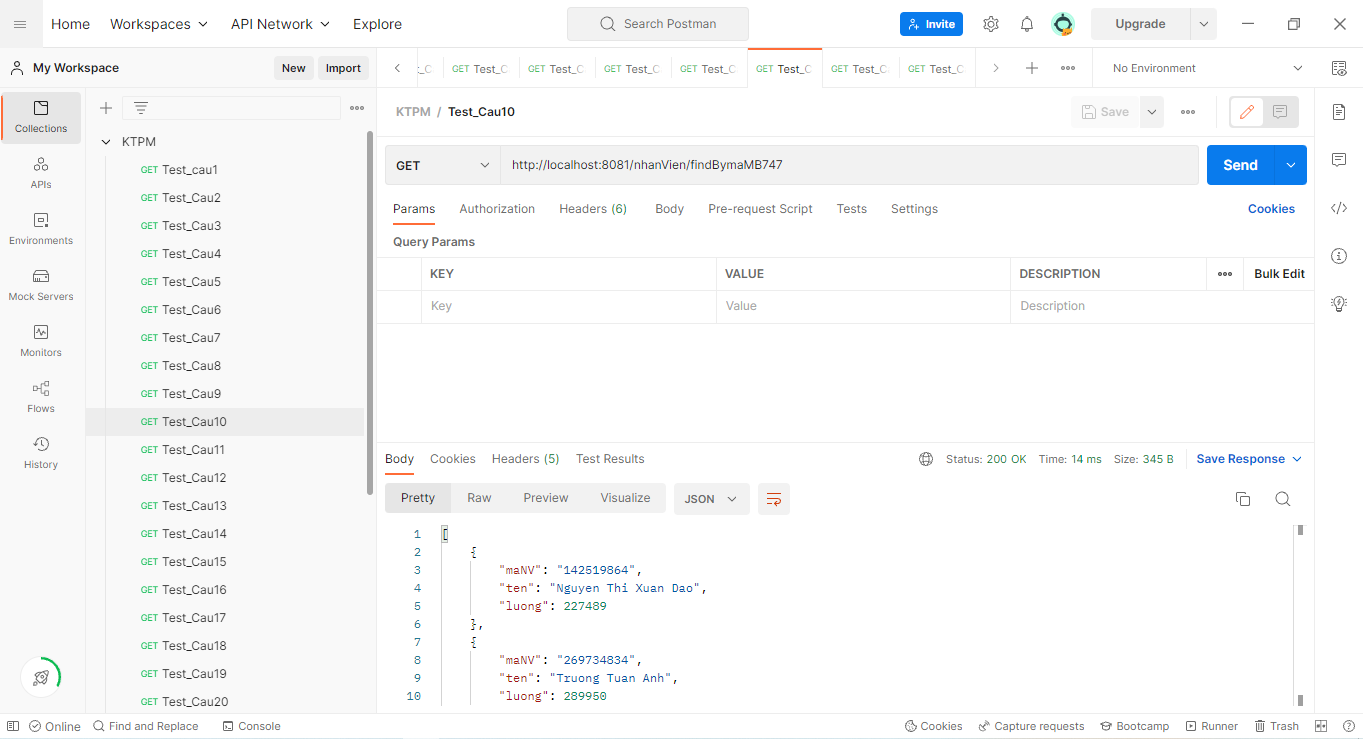 Home Workspaces API Network Explore Search Postman Invite Upgrade
My Workspace New Import
GET Test_C GET Test_C GET Test_C GET Test_C GET Test_C GET Test_C GET Test_C No Environment
KTPM / Test_Cau10 Save
Collections
APIs
Environments
Mock Servers
Monitors
Flows
History
KTPM
GET Test_cau1
GET Test_Cau2
GET Test_Cau3
GET Test_Cau4
GET Test_Cau5
GET Test_Cau6
GET Test_Cau7
GET Test_Cau8
GET Test_Cau9
GET Test_Cau10
GET Test_Cau11
GET Test_Cau12
GET Test_Cau13
GET Test_Cau14
GET Test_Cau15
GET Test_Cau16
GET Test_Cau17
GET Test_Cau18
GET Test_Cau19
GET Test_Cau20
GET http://localhost:8081/nhanVien/findBymaMB747 Send
Params Authorization Headers (6) Body Pre-request Script Tests Settings Cookies
Query Params
KEY VALUE DESCRIPTION Bulk Edit
Key Value Description
Body Cookies Headers (5) Test Results Status: 200 OK Time: 14 ms Size: 345 B Save Response
Pretty Raw Preview Visualize JSON
1 [
2 {
3 "maNV": "142519864",
4 "ten": "Nguyen Thi Xuan Dao",
5 "luong": 227489
6 },
7 {
8 "maNV": "269734834",
9 "ten": "Truong Tuan Anh",
10 "luong": 289950
Online Find and Replace Console Cookies Capture requests Bootcamp Runner Trash